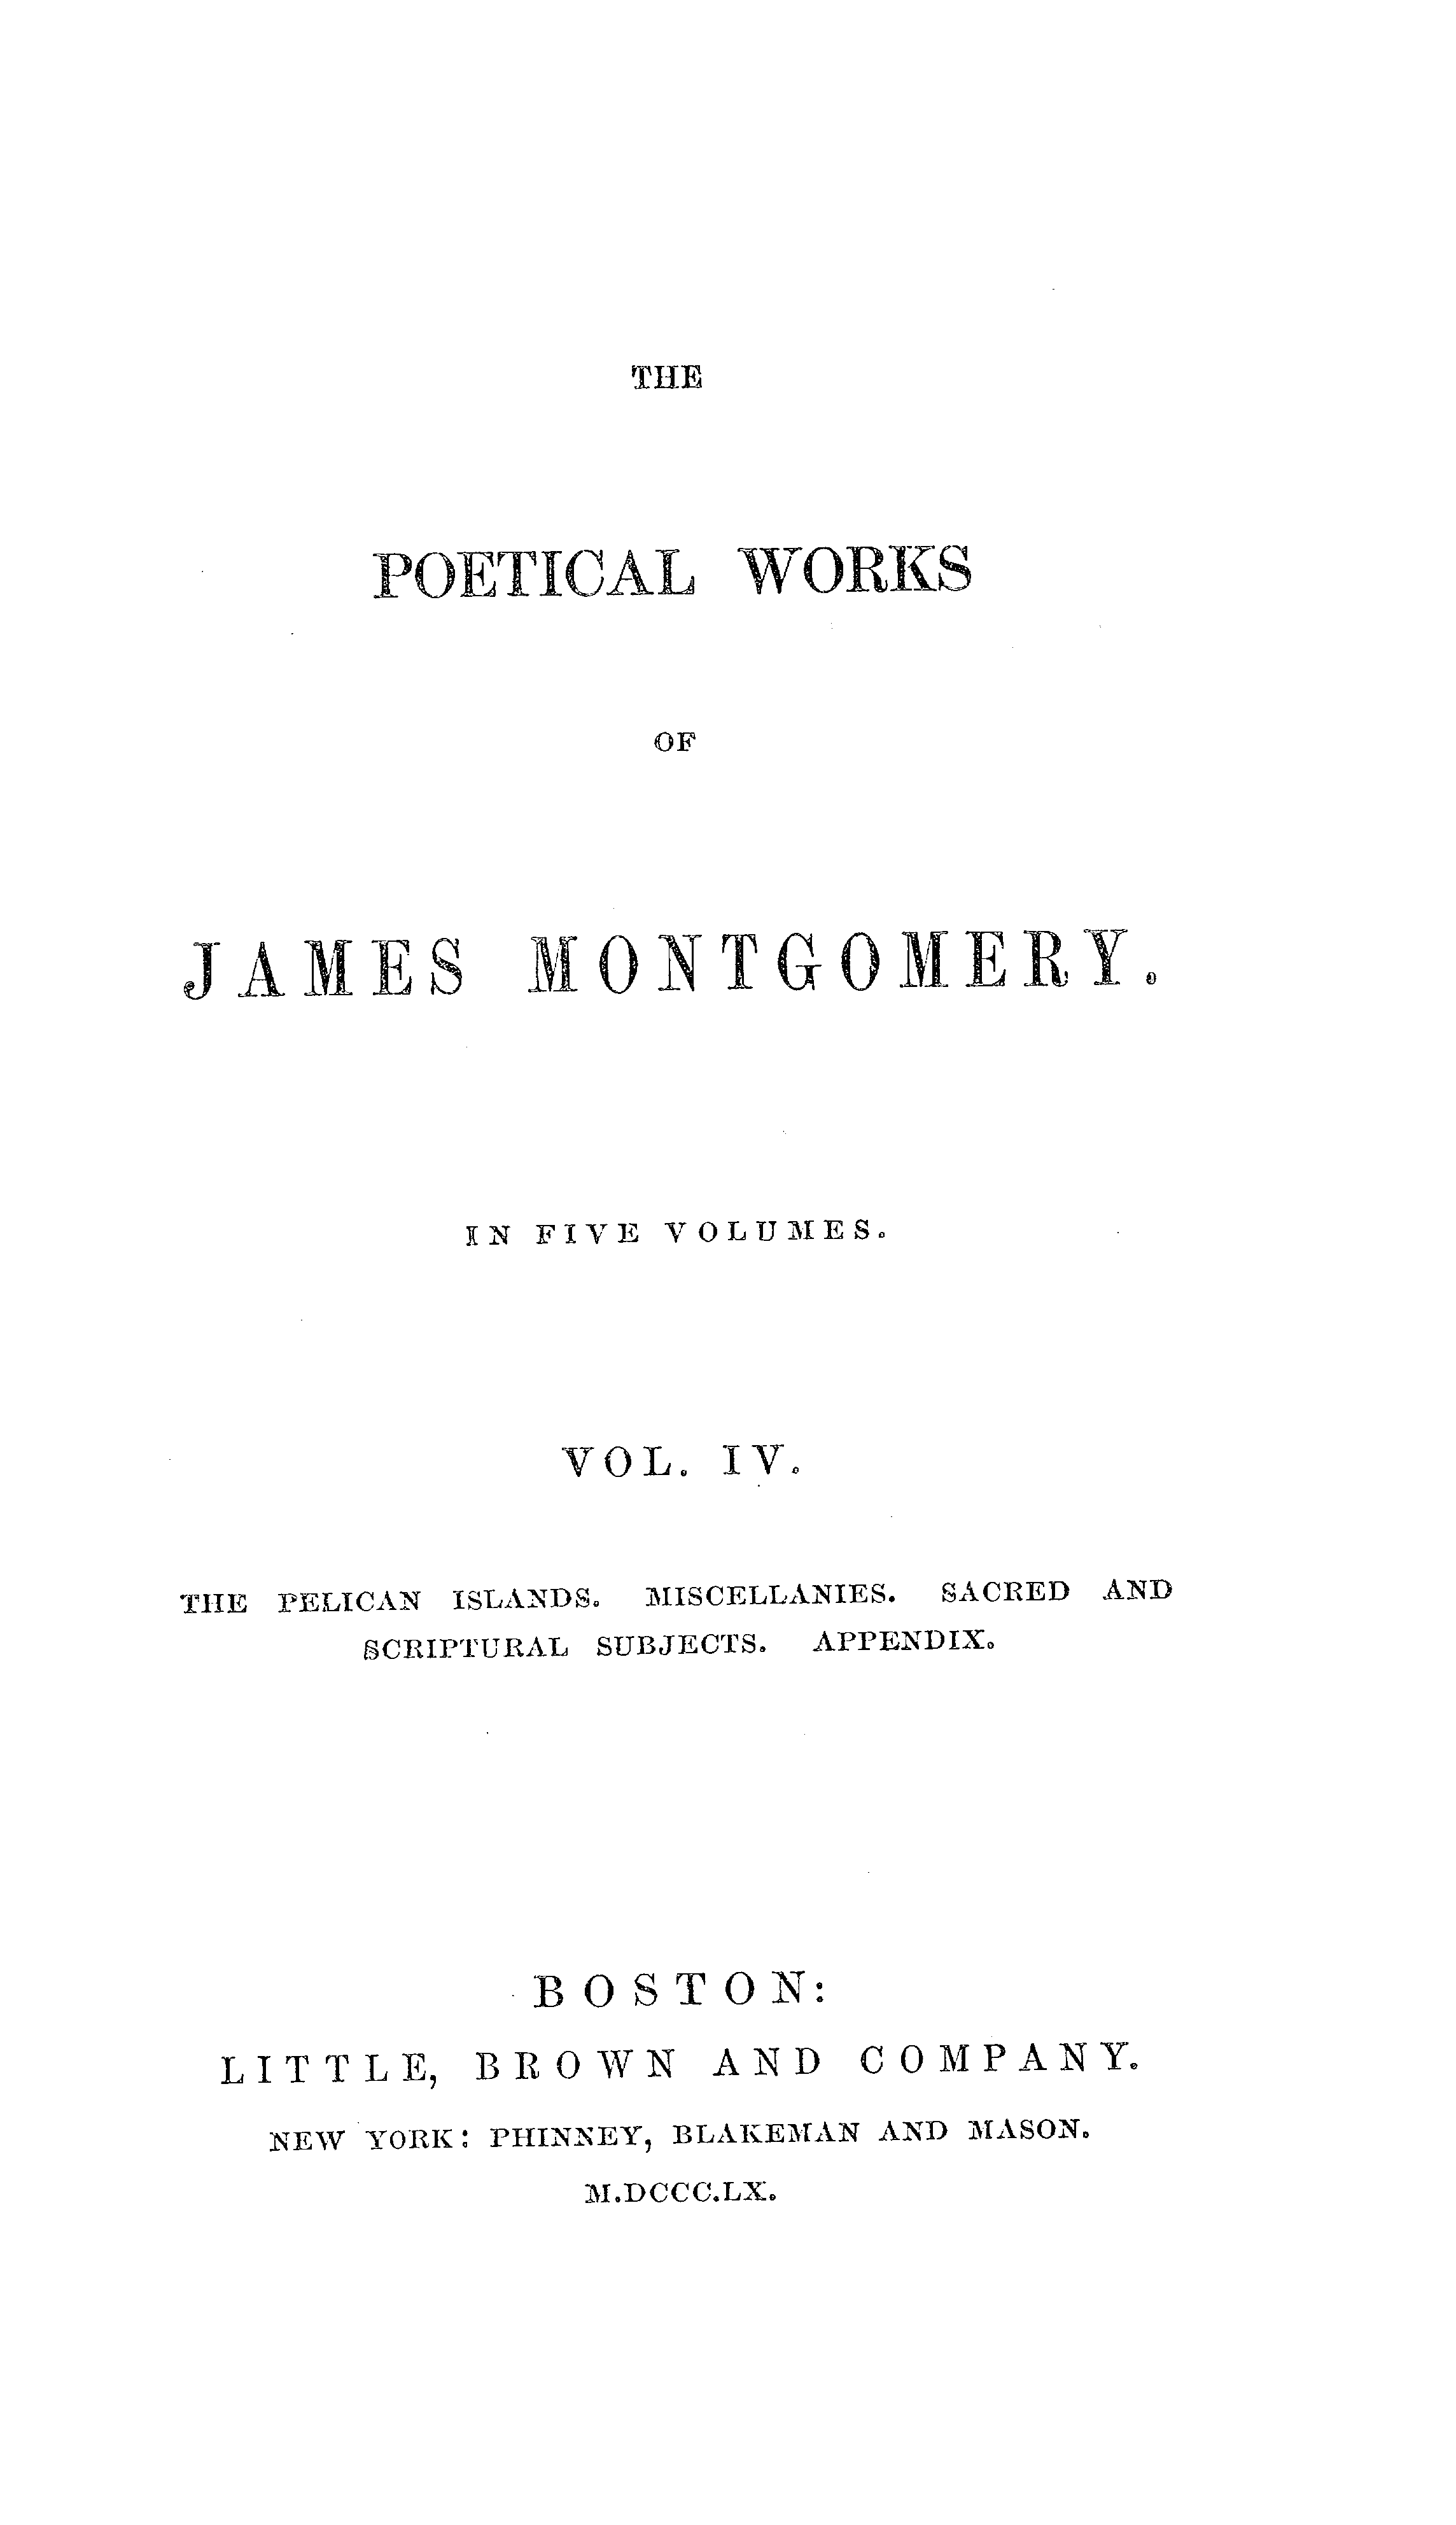 THE
POETICAL WORKS
OF
JAMES MONTGOMERY.
IN FIVE VOLUMES.
VOL. IV.
THE PELICAN ISLANDS. MISCELLANIES. SACRED AND
SCRIPTURAL SUBJECTS. APPENDIX.
BOSTON:
LITTLE, BROWN AND COMPANY.
NEW YORK: PHINNEY, BLAKEMAN AND MASON.
M.DCCC.LX.